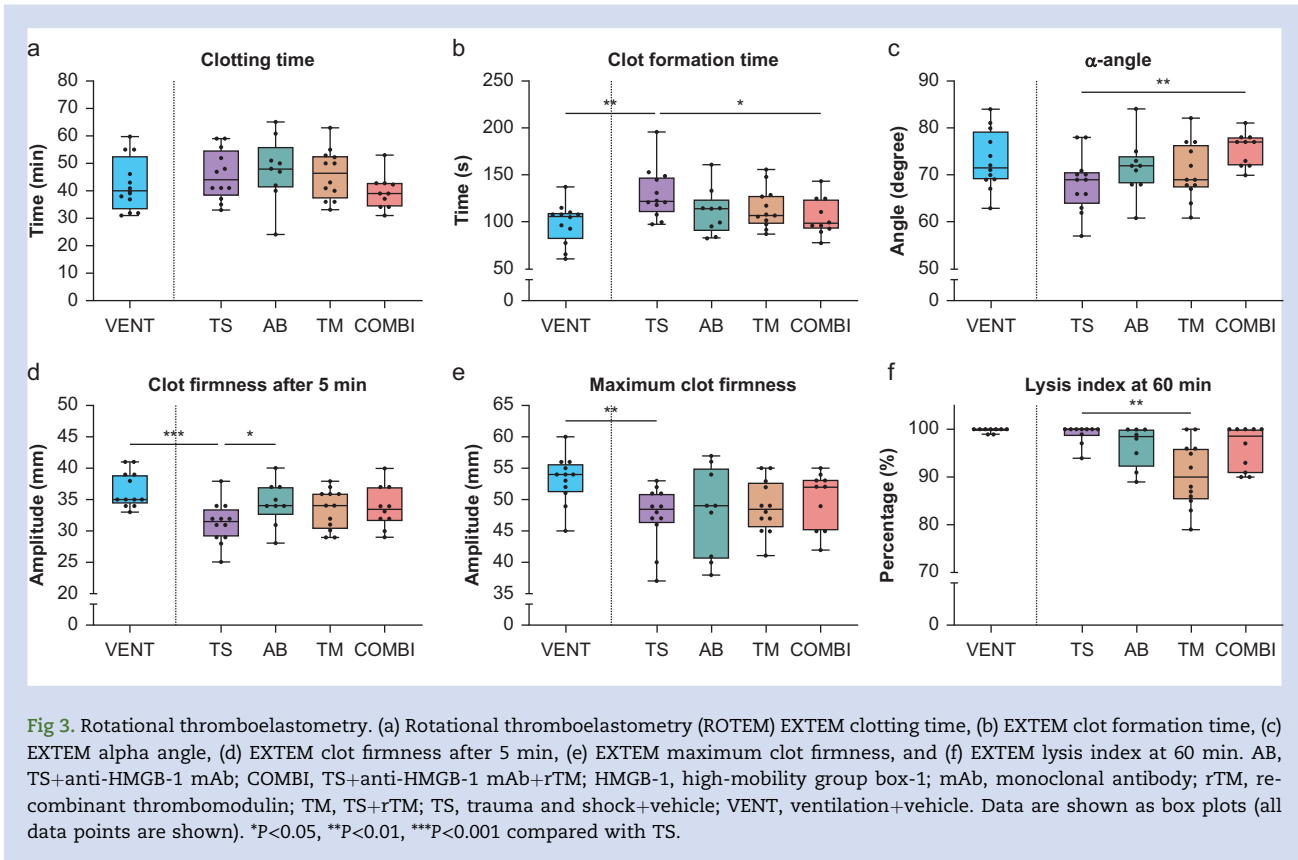 a
Clotting time
Time (min)
80
70
60
50
40
30
20
10
0
VENT TS AB TM COMBI
b
Clot formation time
Time (s)
250
200
150
100
50
0
** *
VENT TS AB TM COMBI
c
α-angle
Angle (degree)
90
80
70
60
50
0
**
VENT TS AB TM COMBI
d
Clot firmness after 5 min
Amplitude (mm)
50
45
40
35
30
25
20
0
*** *
VENT TS AB TM COMBI
e
Maximum clot firmness
Amplitude (mm)
65
60
55
50
45
40
35
0
**
VENT TS AB TM COMBI
f
Lysis index at 60 min
Percentage (%)
100
90
80
70
0
**
VENT TS AB TM COMBI
Fig 3. Rotational thromboelastometry. (a) Rotational thromboelastometry (ROTEM) EXTEM clotting time, (b) EXTEM clot formation time, (c)
EXTEM alpha angle, (d) EXTEM clot firmness after 5 min, (e) EXTEM maximum clot firmness, and (f) EXTEM lysis index at 60 min. AB,
TS+anti-HMGB-1 mAb; COMBI, TS+anti-HMGB-1 mAb+rTM; HMGB-1, high-mobility group box-1; mAb, monoclonal antibody; rTM, re-
combinant thrombomodulin; TM, TS+rTM; TS, trauma and shock+vehicle; VENT, ventilation+vehicle. Data are shown as box plots (all
data points are shown). *P<0.05, **P<0.01, ***P<0.001 compared with TS.